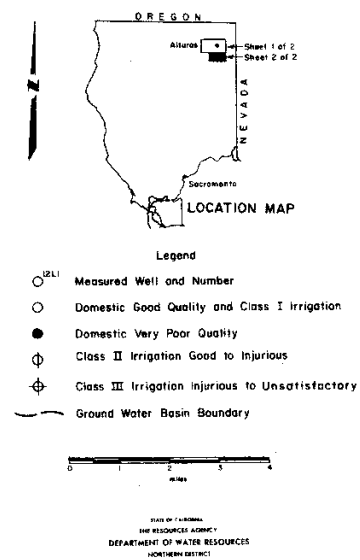 OREGON
Alturas
Sheet 1 of 2
Sheet 2 of 2
NEVADA
N
Sacramento
LOCATION MAP
Legend
12L1
Measured Well and Number
Domestic Good Quality and Class I Irrigation
Domestic Very Poor Quality
Class II Irrigation Good to Injurious
Class III Irrigation Injurious to Unsatisfactory
Ground Water Basin Boundary
0 1 2 3 4
miles
STATE OF CALIFORNIA
THE RESOURCES AGENCY
DEPARTMENT OF WATER RESOURCES
NORTHERN DISTRICT